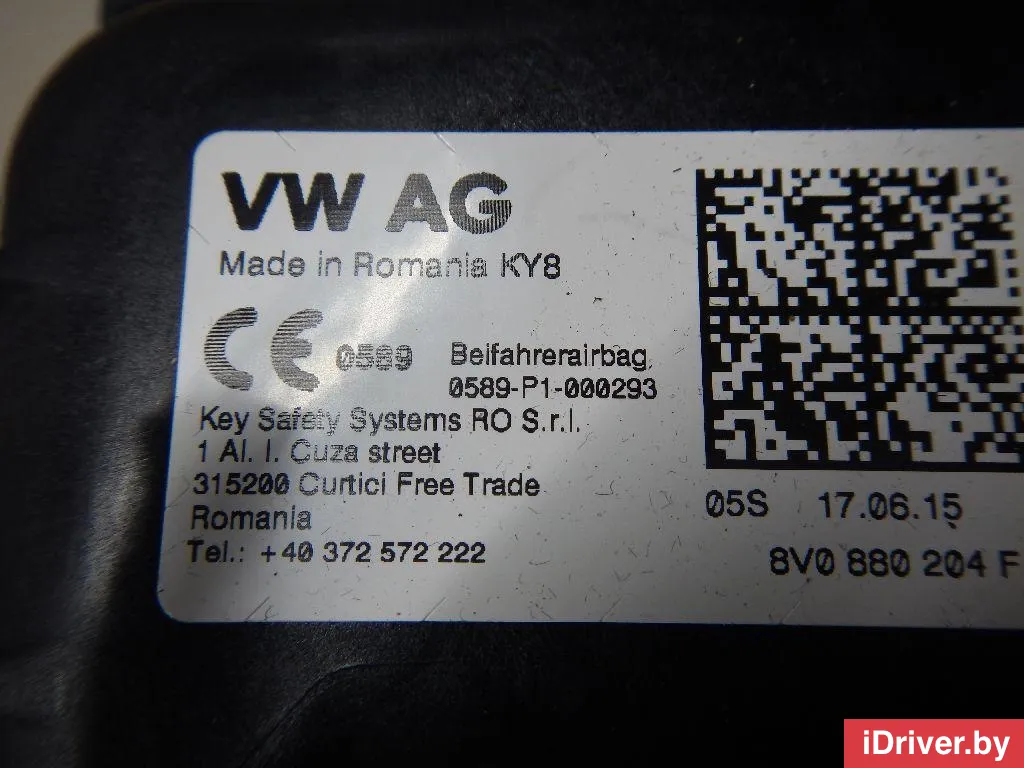 VW AG
Made in Romania KY8
CE 0589 Beifahrerairbag
0589-P1-000293
Key Safety Systems RO S.r.l.
1 Al. I. Cuza street
315200 Curtici Free Trade
Romania
Tel.: +40 372 572 222
05S 17.06.15
8V0 880 204 F
iDriver.by